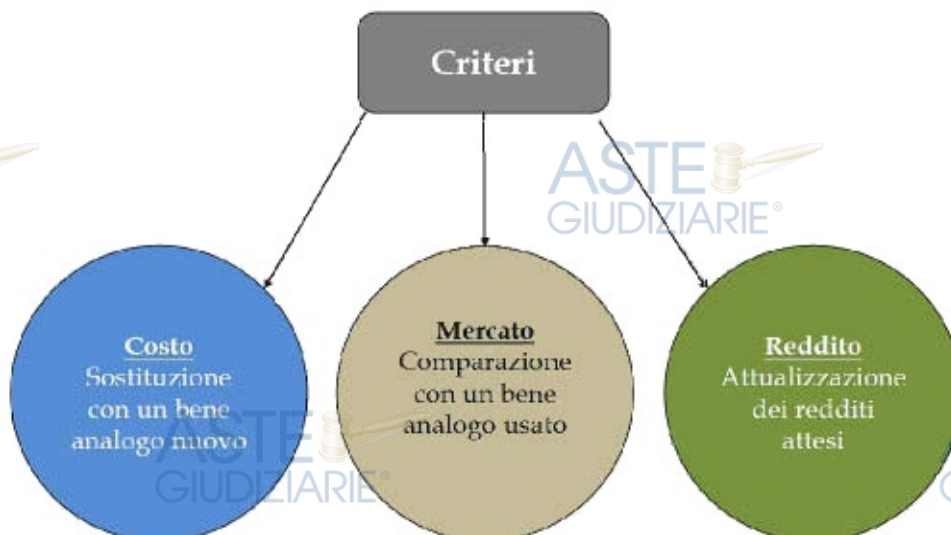 Criteri
ASTE
GIUDIZIARIE®
Costo
Sostituzione
con un bene
analogo nuovo
Mercato
Comparazione
con un bene
analogo usato
Reddito
Attualizzazione
dei redditi
attesi
ASTE
GIUDIZIARIE®
G